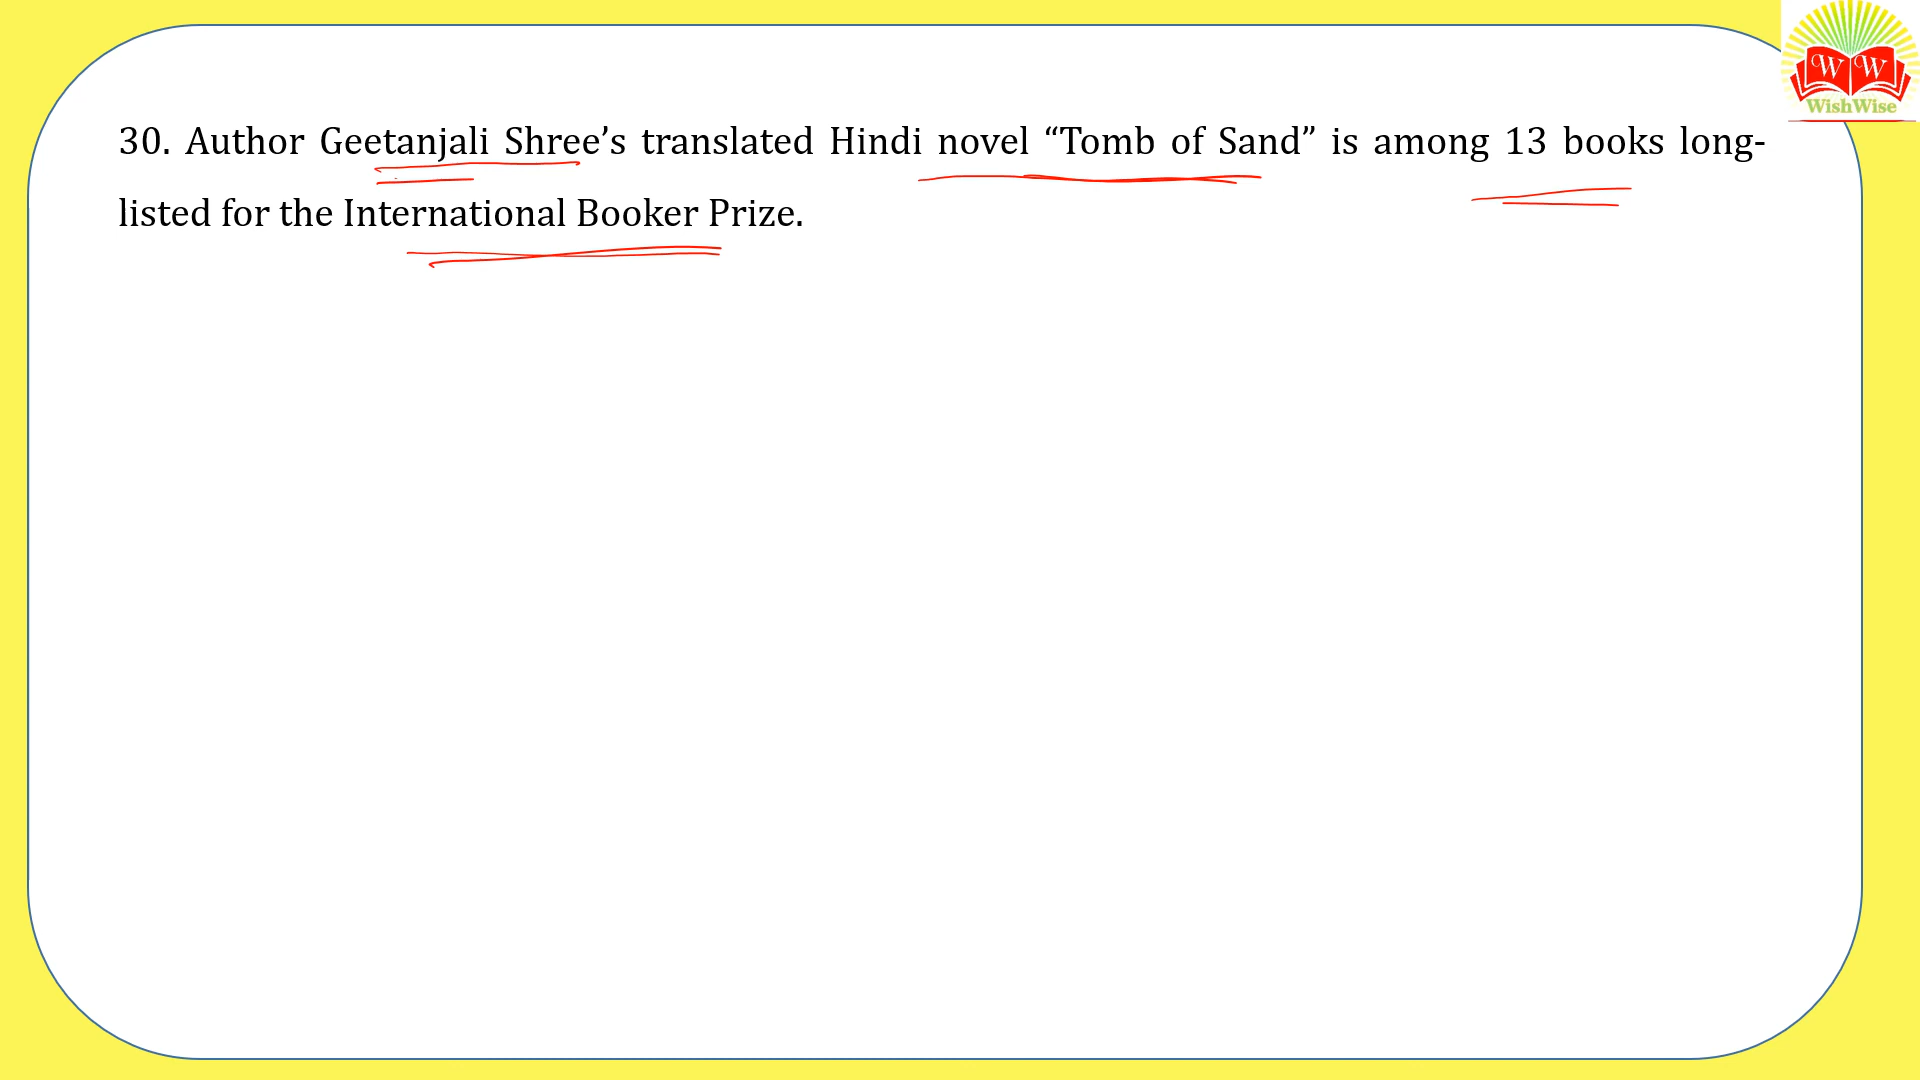 W W
WishWise
30. Author Geetanjali Shree’s translated Hindi novel “Tomb of Sand” is among 13 books long-
listed for the International Booker Prize.